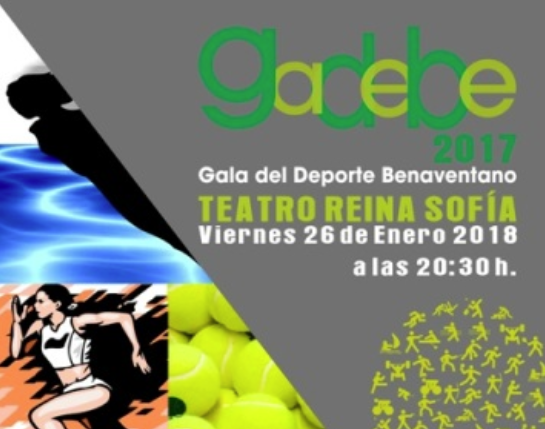 gadebe
2017
Gala del Deporte Benaventano
TEATRO REINA SOFÍA
Viernes 26 de Enero 2018
a las 20:30 h.